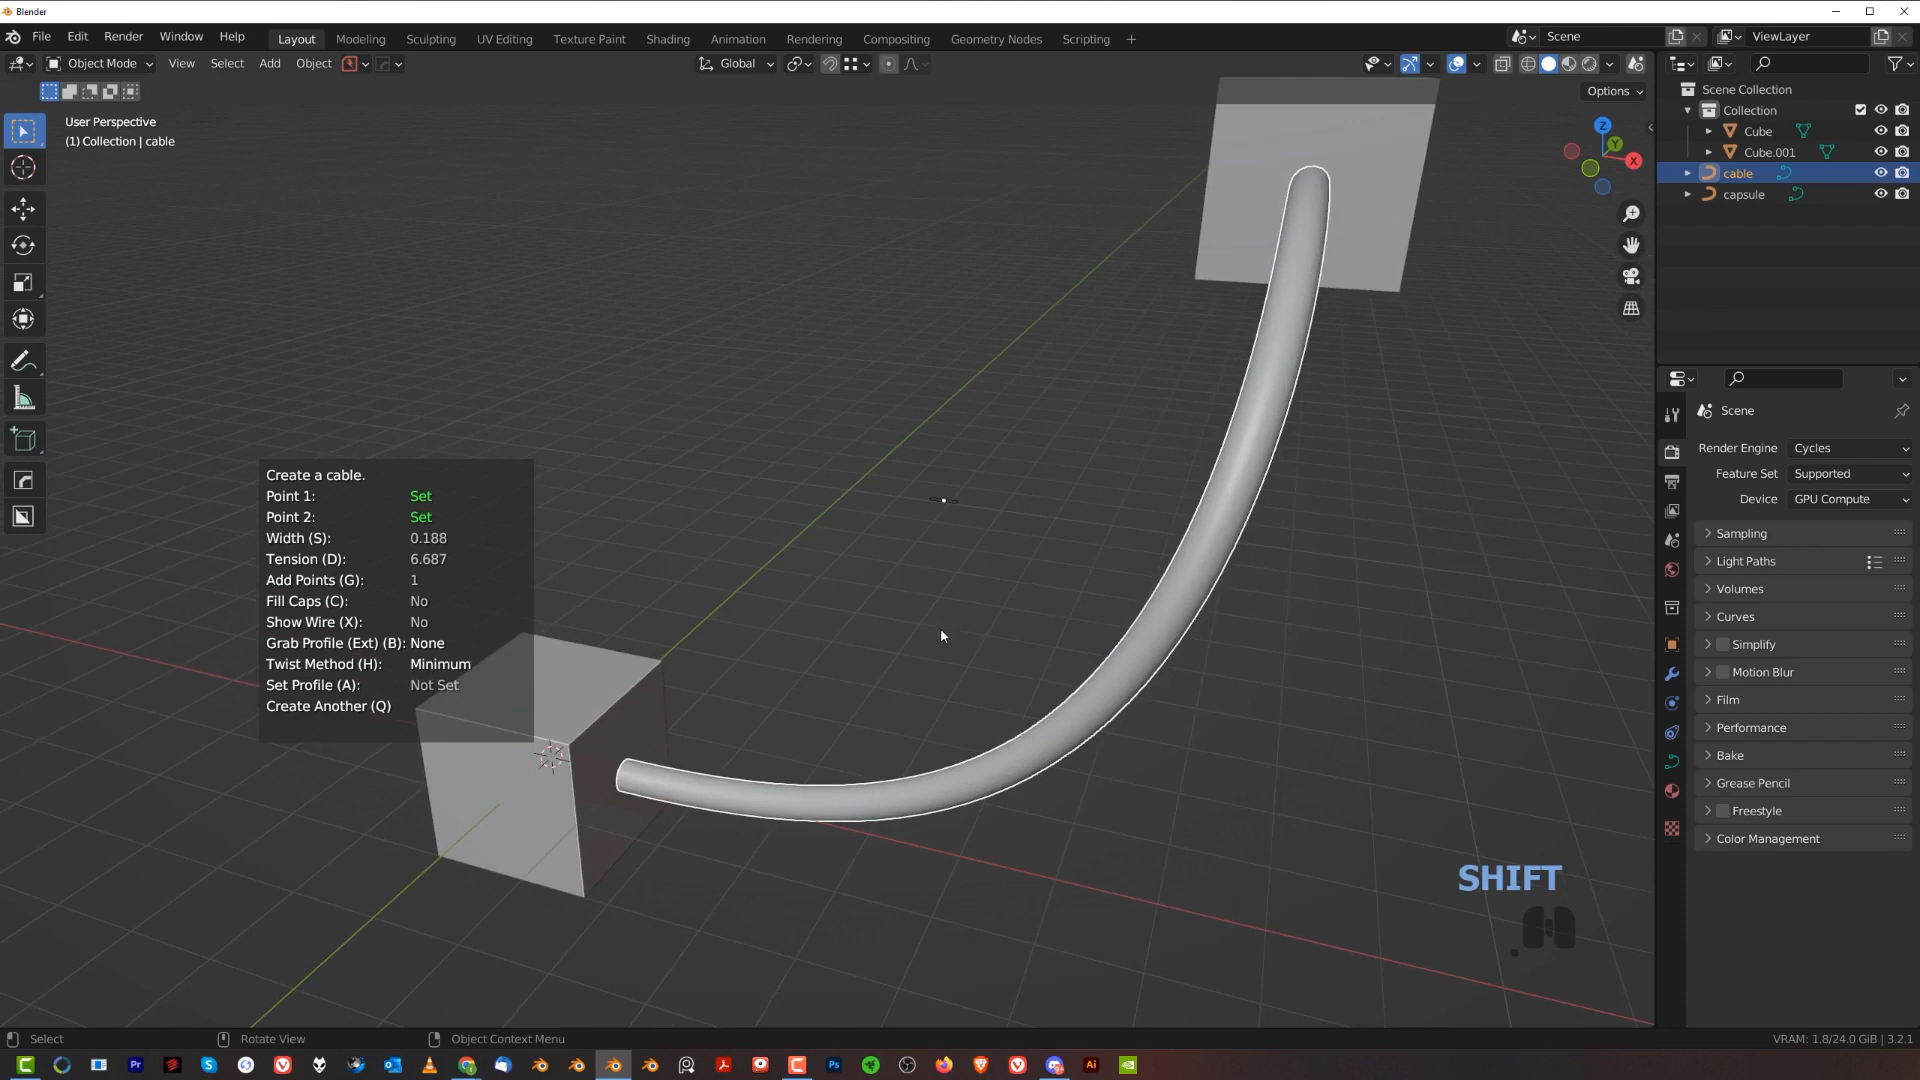 Blender
File Edit Render Window Help Layout Modeling Sculpting UV Editing Texture Paint Shading Animation Rendering Compositing Geometry Nodes Scripting + Scene ViewLayer
Object Mode View Select Add Object Global
Options
User Perspective
(1) Collection | cable
Z
Y
X
Scene Collection
Collection
Cube
Cube.001
cable
capsule
Scene
Render Engine Cycles
Feature Set Supported
Device GPU Compute
Sampling
Light Paths
Volumes
Curves
Simplify
Motion Blur
Film
Performance
Bake
Grease Pencil
Freestyle
Color Management
Create a cable.
Point 1: Set
Point 2: Set
Width (S): 0.188
Tension (D): 6.687
Add Points (G): 1
Fill Caps (C): No
Show Wire (X): No
Grab Profile (Ext) (B): None
Twist Method (H): Minimum
Set Profile (A): Not Set
Create Another (Q)
SHIFT
Select Rotate View Object Context Menu VRAM: 1.8/24.0 GiB | 3.2.1
Pr Ps Ai